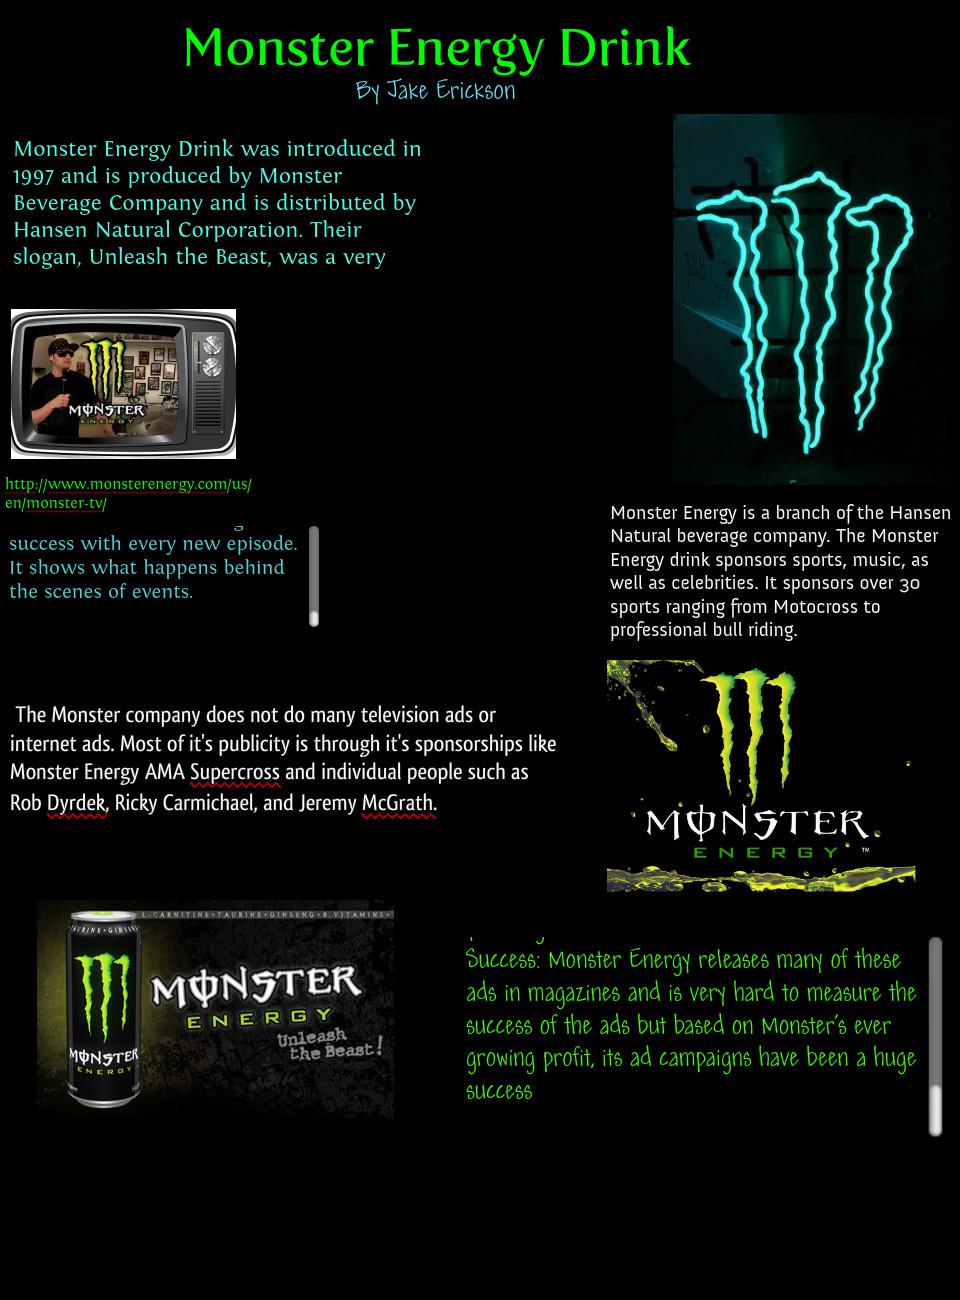 Monster Energy Drink
By Jake Erickson
Monster Energy Drink was introduced in
1997 and is produced by Monster
Beverage Company and is distributed by
Hansen Natural Corporation. Their
slogan, Unleash the Beast, was a very
MONSTER
ENERGY
http://www.monsterenergy.com/us/
en/monster-tv/
success with every new episode.
It shows what happens behind
the scenes of events.
Monster Energy is a branch of the Hansen
Natural beverage company. The Monster
Energy drink sponsors sports, music, as
well as celebrities. It sponsors over 30
sports ranging from Motocross to
professional bull riding.
The Monster company does not do many television ads or
internet ads. Most of it's publicity is through it's sponsorships like
Monster Energy AMA Supercross and individual people such as
Rob Dyrdek, Ricky Carmichael, and Jeremy McGrath.
MONSTER
ENERGY ™
L-CARNITINE+TAURINE+GINSENG+B VITAMINS+
TAURINE+GINSENG
MONSTER
ENERGY
MONSTER
ENERGY
Unleash
the Beast!
Success: Monster Energy releases many of these
ads in magazines and is very hard to measure the
success of the ads but based on Monster's ever
growing profit, its ad campaigns have been a huge
success